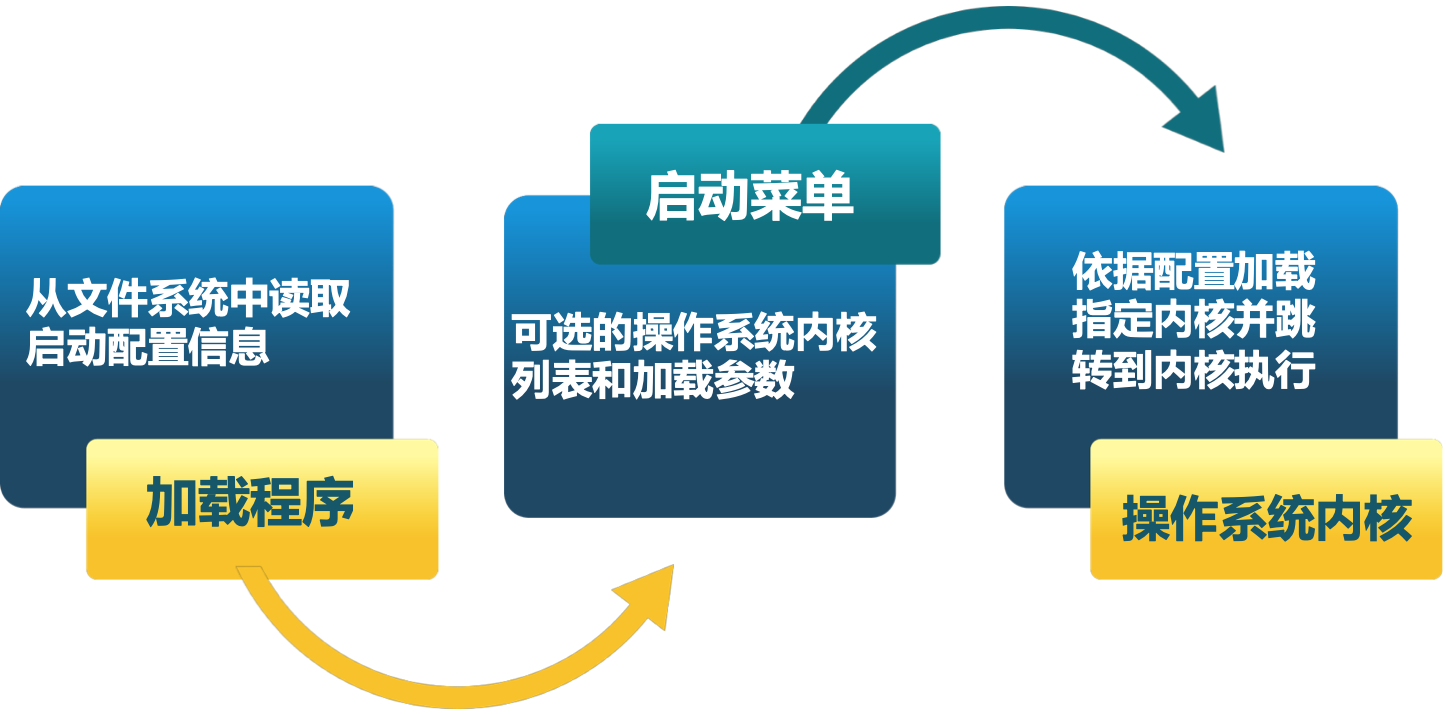 从文件系统中读取
启动配置信息
加载程序
启动菜单
可选的操作系统内核
列表和加载参数
依据配置加载
指定内核并跳
转到内核执行
操作系统内核